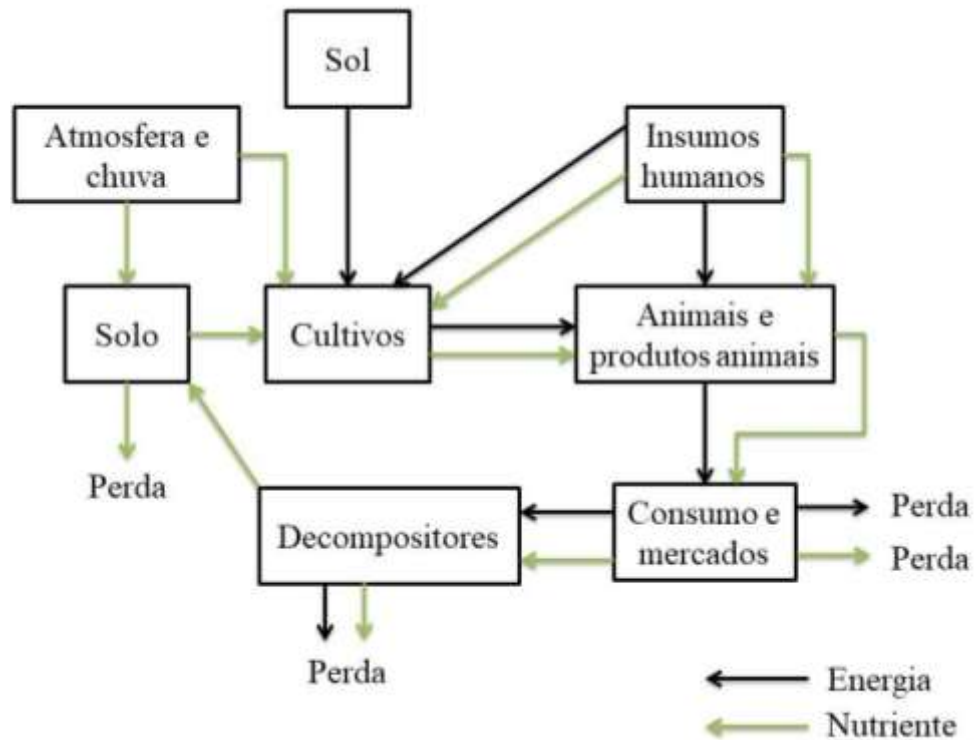 Sol
Atmosfera e
chuva
Insumos
humanos
Solo
Cultivos
Animais e
produtos animais
Perda
Decompositores
Consumo e
mercados
Perda
Perda
Perda
Energia
Nutriente